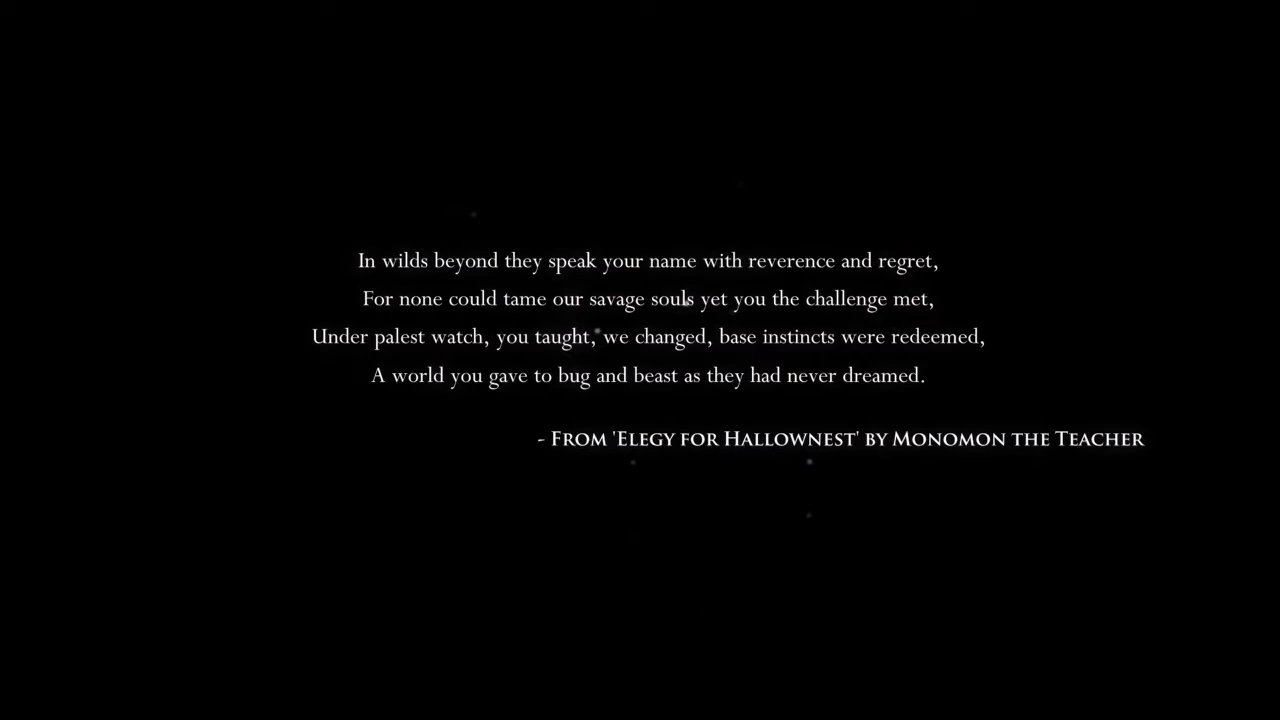 In wilds beyond they speak your name with reverence and regret,
For none could tame our savage souls yet you the challenge met,
Under palest watch, you taught, we changed, base instincts were redeemed,
A world you gave to bug and beast as they had never dreamed.
- From 'Elegy for Hallownest' by Monomon the Teacher